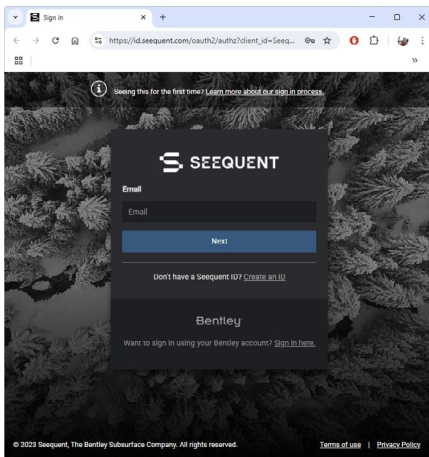 Sign in
https://id.seequent.com/oauth2/authz?client_id=Seeq...
Seeing this for the first time? Learn more about our sign in process.
SEEQUENT
Email
Email
Next
Don't have a Seequent ID? Create an ID
Bentley
Want to sign in using your Bentley account? Sign in here.
© 2023 Seequent, The Bentley Subsurface Company. All rights reserved.
Terms of use | Privacy Policy